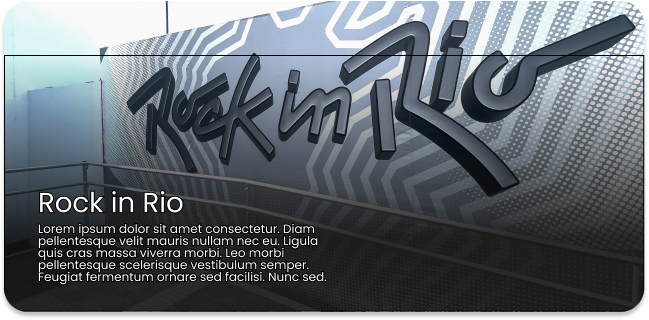 Rock in Rio
Rock in Rio
Lorem ipsum dolor sit amet consectetur. Diam
pellentesque velit mauris nullam nec eu. Ligula
quis cras massa viverra morbi. Leo morbi
pellentesque scelerisque vestibulum semper.
Feugiat fermentum ornare sed facilisi. Nunc sed.